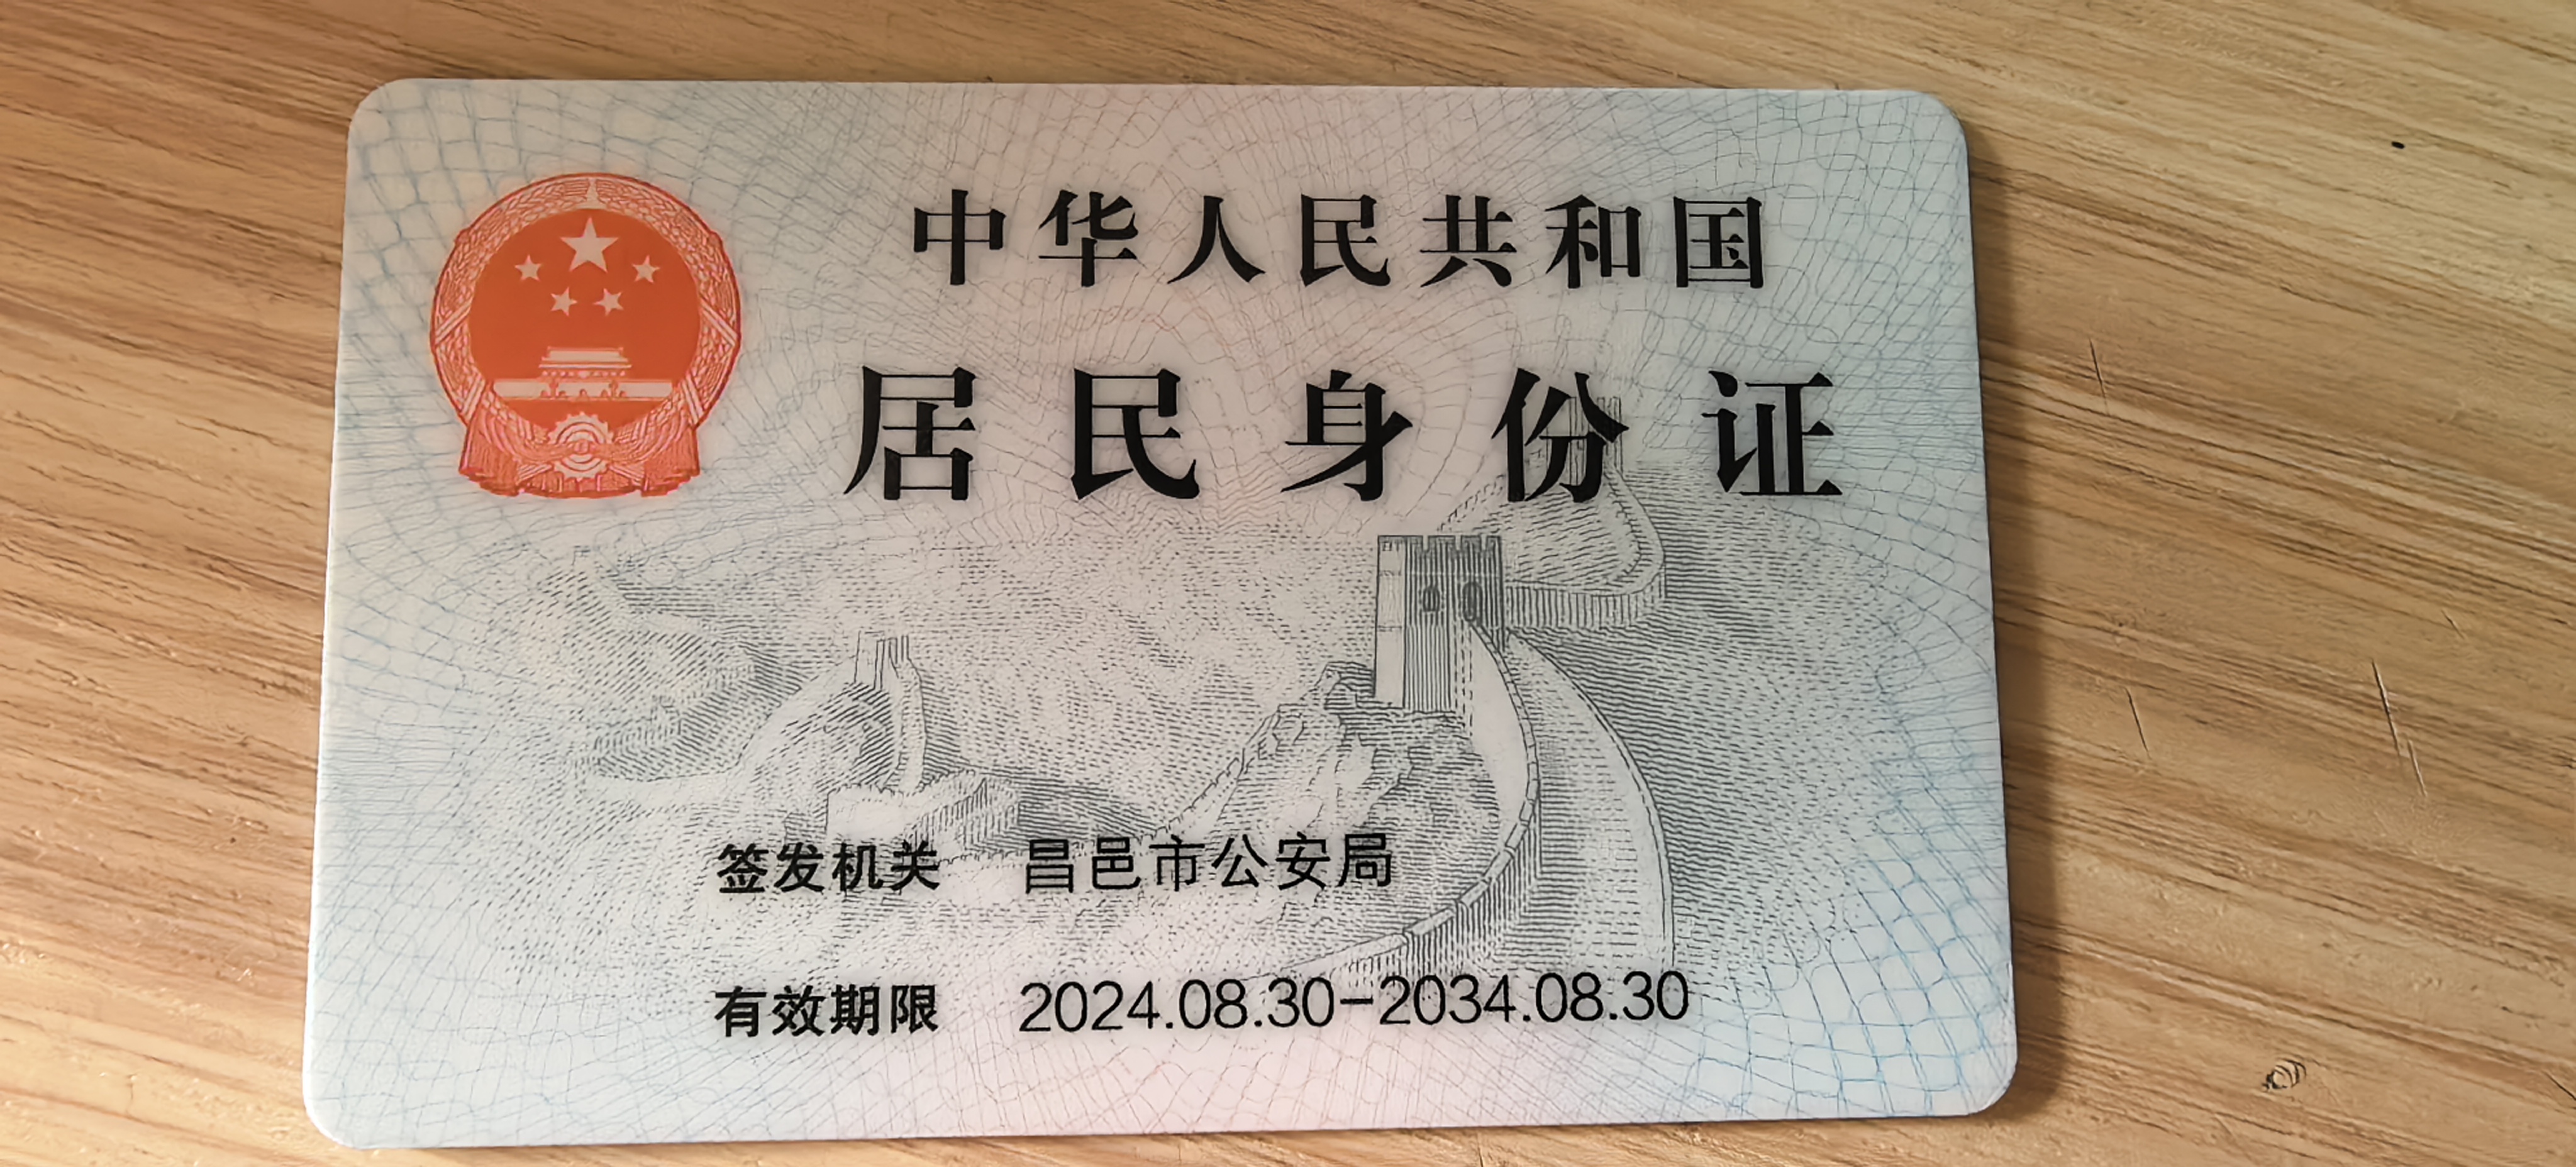 中华人民共和国
居民身份证
签发机关 昌邑市公安局
有效期限 2024.08.30-2034.08.30